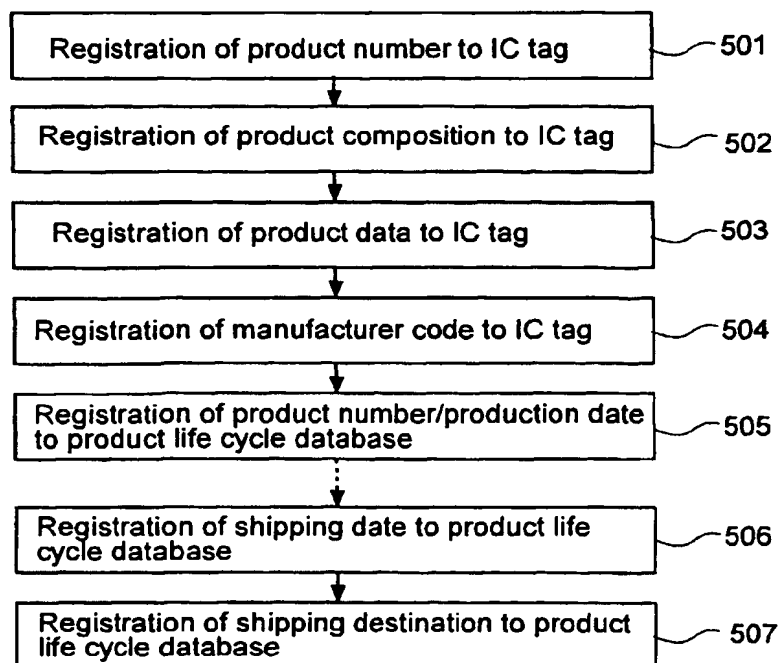 Registration of product number to IC tag
501
Registration of product composition to IC tag
502
Registration of product data to IC tag
503
Registration of manufacturer code to IC tag
504
Registration of product number/production date
to product life cycle database
505
Registration of shipping date to product life
cycle database
506
Registration of shipping destination to product
life cycle database
507